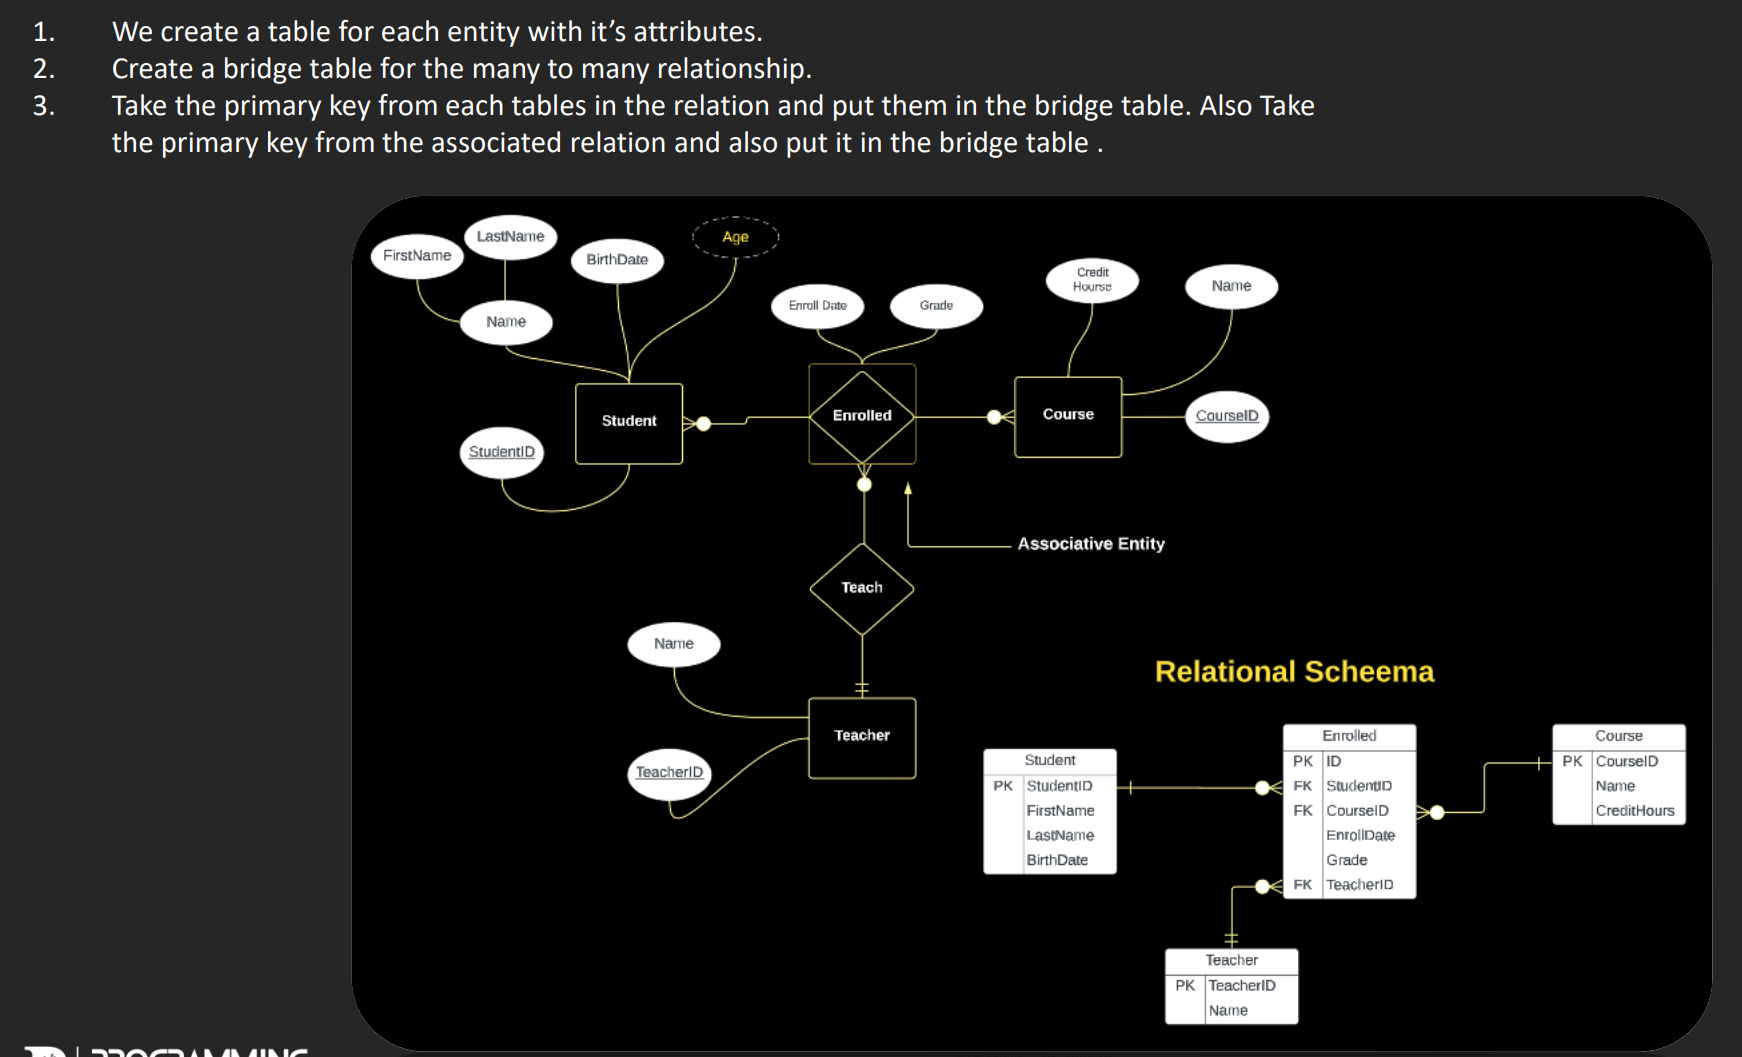 1. We create a table for each entity with it's attributes.
2. Create a bridge table for the many to many relationship.
3. Take the primary key from each tables in the relation and put them in the bridge table. Also Take
the primary key from the associated relation and also put it in the bridge table .
FirstName
LastName
Name
BirthDate
Age
Student
StudentID
Enroll Date
Grade
Enrolled
Credit
Hourse
Name
Course
CourseID
Associative Entity
Teach
Name
Teacher
TeacherID
Relational Scheema
Student
PK StudentID
FirstName
LastName
BirthDate
Enrolled
PK ID
FK StudentID
FK CourseID
EnrollDate
Grade
FK TeacherID
Course
PK CourseID
Name
CreditHours
Teacher
PK TeacherID
Name
PROGRAMMING